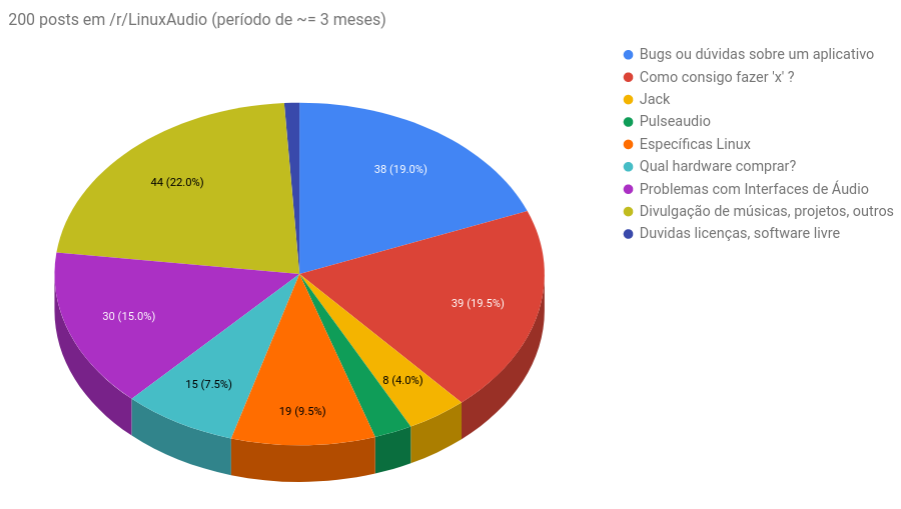 200 posts em /r/LinuxAudio (período de ~= 3 meses)
Bugs ou dúvidas sobre um aplicativo
Como consigo fazer 'x' ?
Jack
Pulseaudio
Específicas Linux
Qual hardware comprar?
Problemas com Interfaces de Áudio
Divulgação de músicas, projetos, outros
Duvidas licenças, software livre
38 (19.0%)
44 (22.0%)
39 (19.5%)
30 (15.0%)
8 (4.0%)
15 (7.5%)
19 (9.5%)